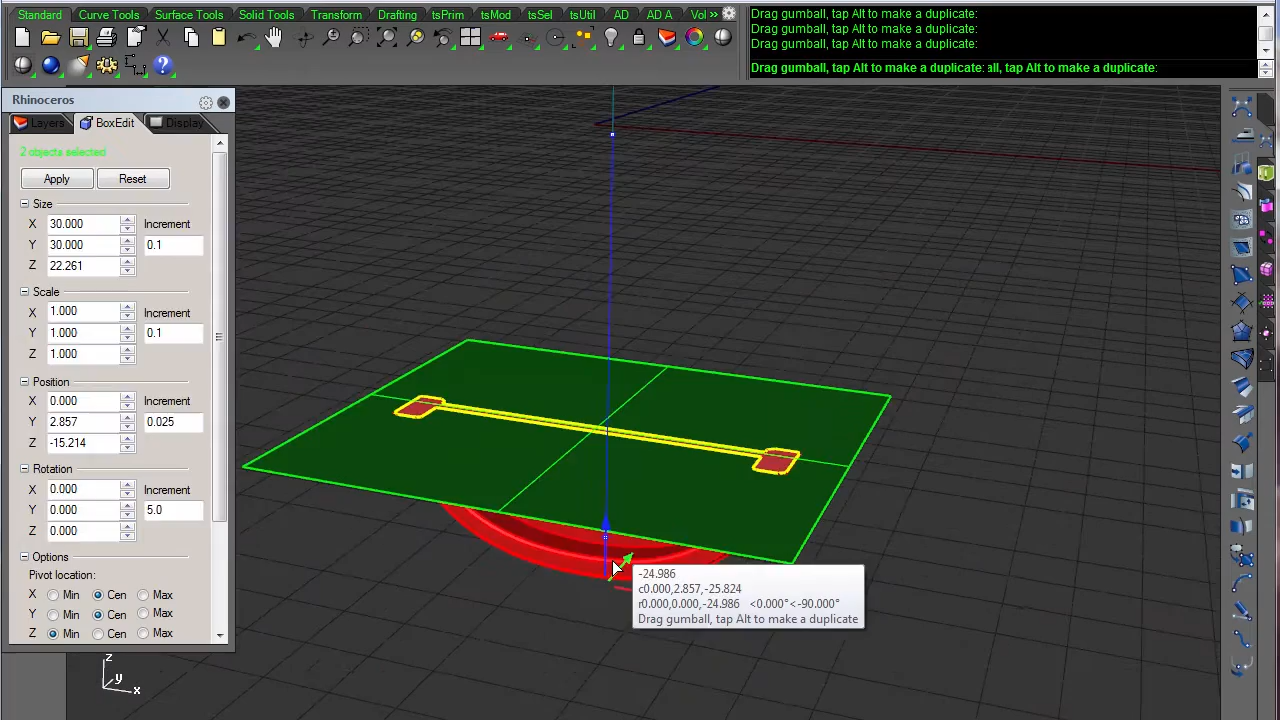 Standard Curve Tools Surface Tools Solid Tools Transform Drafting tsPrim tsMod tsSel tsUtil AD AD A Vol »
Drag gumball, tap Alt to make a duplicate:
Drag gumball, tap Alt to make a duplicate:
Drag gumball, tap Alt to make a duplicate:
Drag gumball, tap Alt to make a duplicate: all, tap Alt to make a duplicate:
Rhinoceros
Layers BoxEdit Display
2 objects selected
Apply Reset
Size
X 30.000 Increment
Y 30.000 0.1
Z 22.261
Scale
X 1.000 Increment
Y 1.000 0.1
Z 1.000
Position
X 0.000 Increment
Y 2.857 0.025
Z -15.214
Rotation
X 0.000 Increment
Y 0.000 5.0
Z 0.000
Options
Pivot location:
X Min Cen Max
Y Min Cen Max
Z Min Cen Max
-24.986
c0.000,2.857,-25.824
r0.000,0.000,-24.986 <0.000°<-90.000°
Drag gumball, tap Alt to make a duplicate
z
y
x